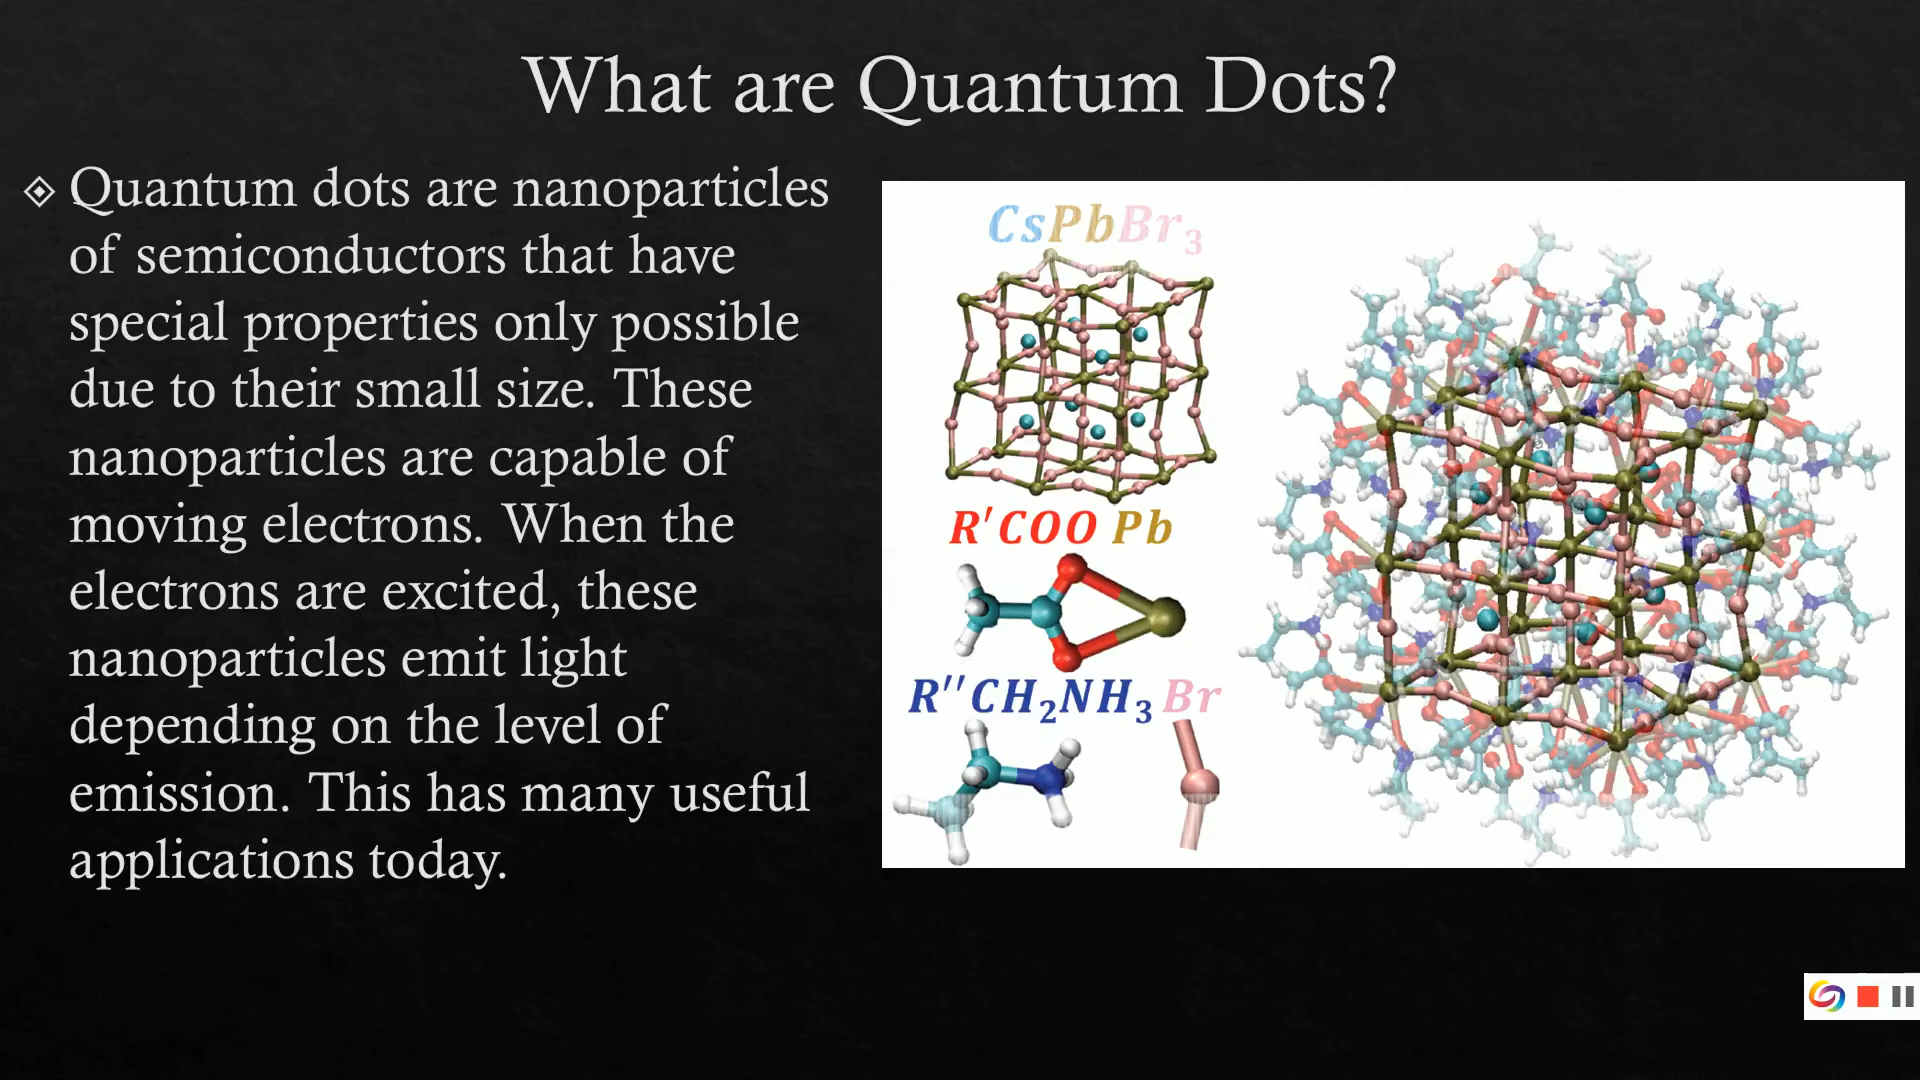 What are Quantum Dots?
Quantum dots are nanoparticles
of semiconductors that have
special properties only possible
due to their small size. These
nanoparticles are capable of
moving electrons. When the
electrons are excited, these
nanoparticles emit light
depending on the level of
emission. This has many useful
applications today.
CsPbBr₃
R′COO Pb
R″CH₂NH₃ Br